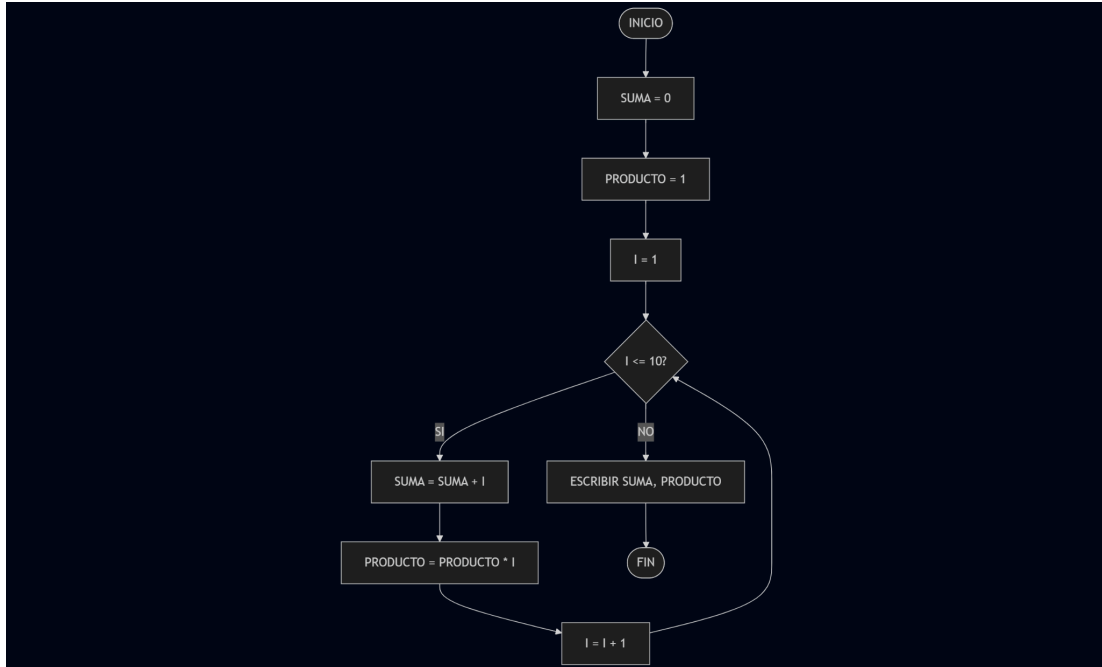 INICIO
SUMA = 0
PRODUCTO = 1
I = 1
I <= 10?
SI
NO
SUMA = SUMA + I
ESCRIBIR SUMA, PRODUCTO
PRODUCTO = PRODUCTO * I
FIN
I = I + 1